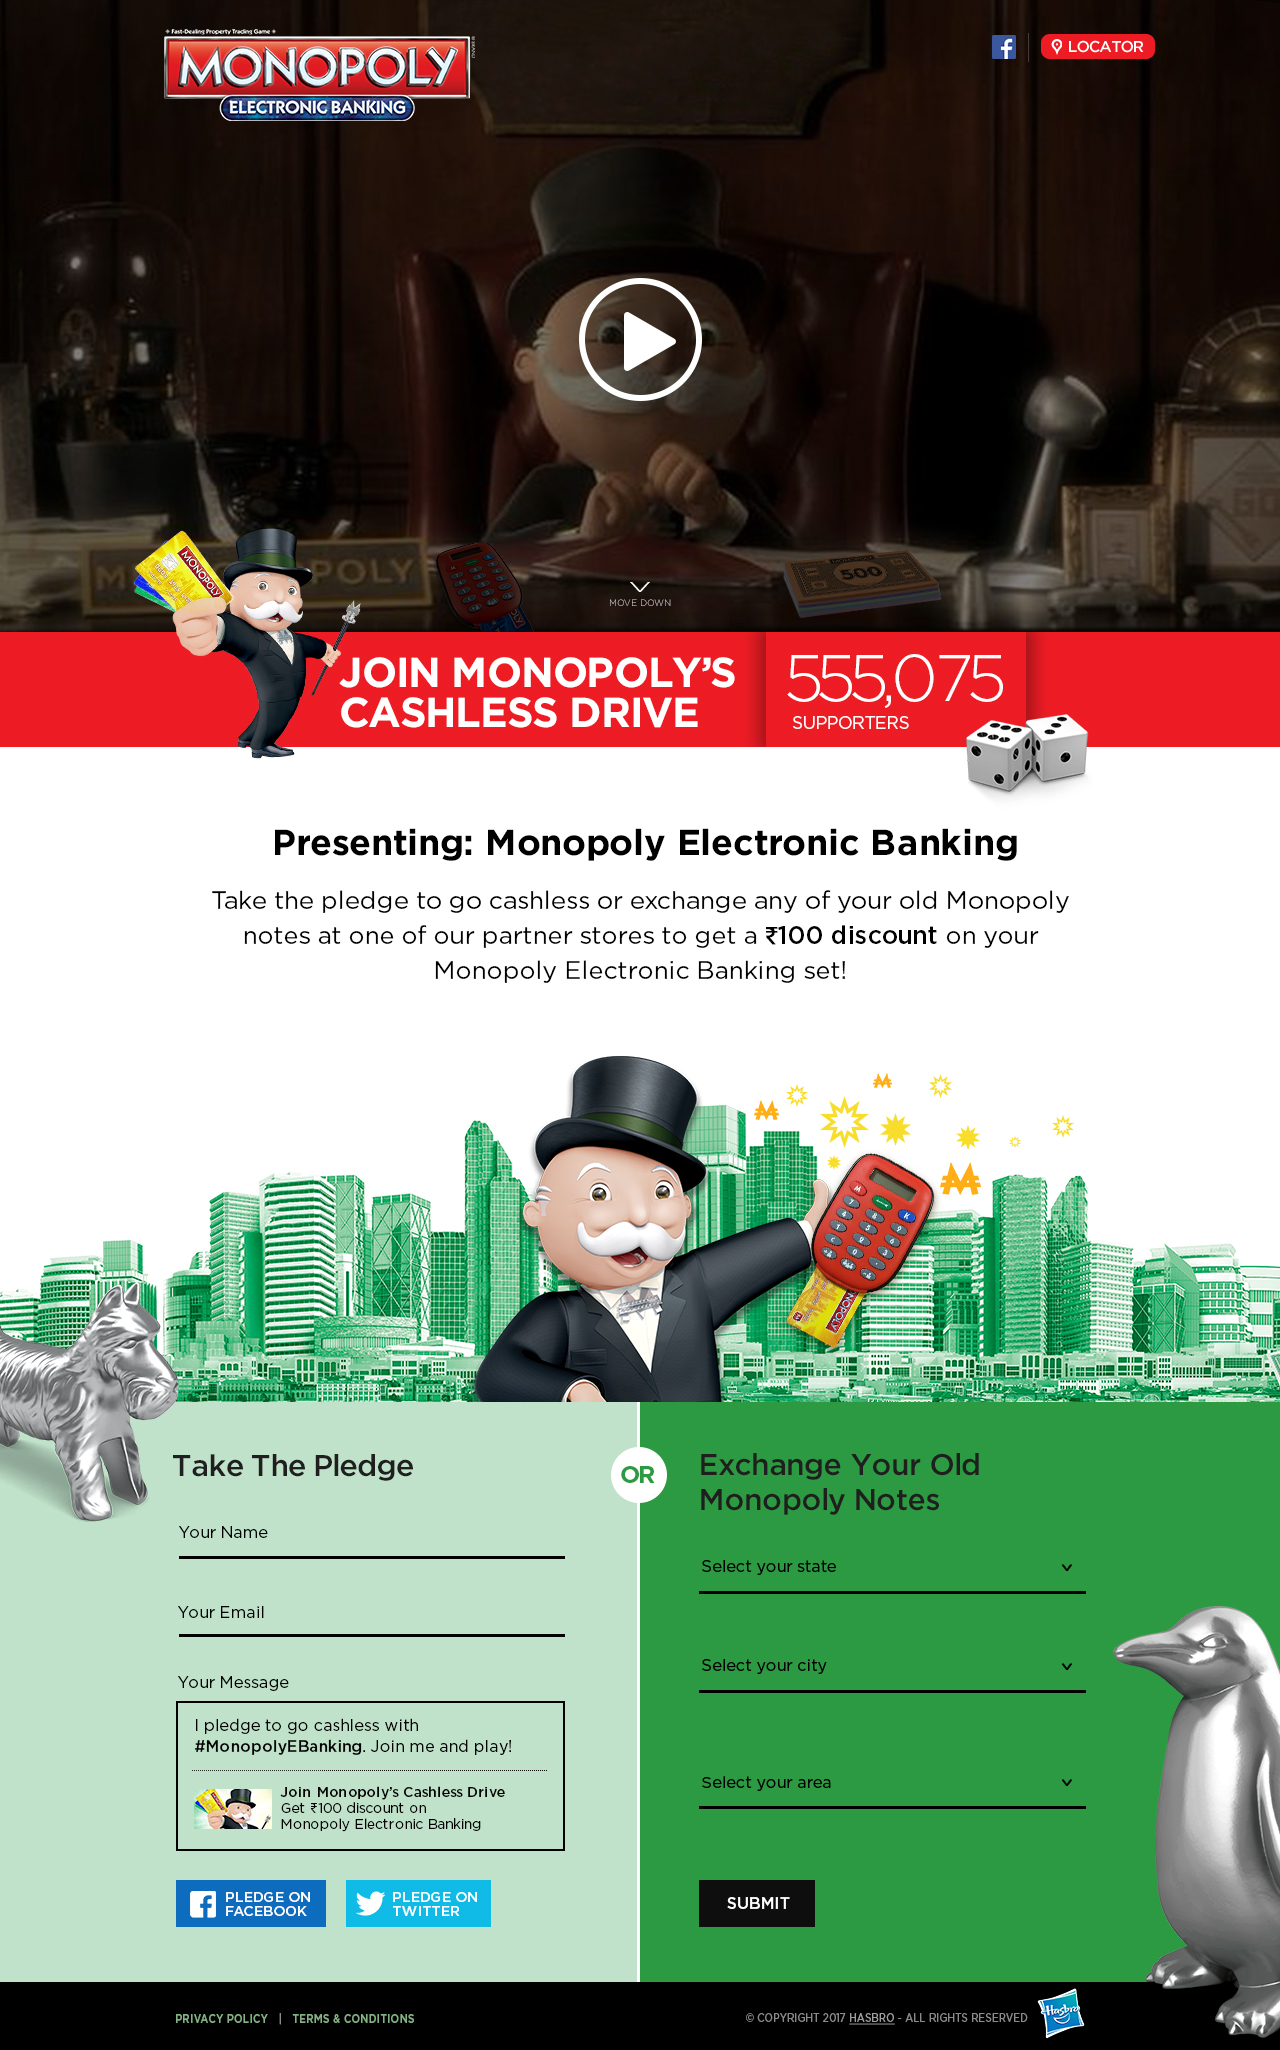 Fast-Dealing Property Trading Game
MONOPOLY
ELECTRONIC BANKING
LOCATOR
MONOPOLY
500
MONOPOLY
MOVE DOWN
JOIN MONOPOLY'S
CASHLESS DRIVE
555,075
SUPPORTERS
Presenting: Monopoly Electronic Banking
Take the pledge to go cashless or exchange any of your old Monopoly
notes at one of our partner stores to get a ₹100 discount on your
Monopoly Electronic Banking set!
Take The Pledge
OR
Exchange Your Old
Monopoly Notes
Your Name
Select your state
Your Email
Select your city
Your Message
I pledge to go cashless with
#MonopolyEBanking. Join me and play!
Join Monopoly's Cashless Drive
Get ₹100 discount on
Monopoly Electronic Banking
Select your area
PLEDGE ON
FACEBOOK
PLEDGE ON
TWITTER
SUBMIT
PRIVACY POLICY | TERMS & CONDITIONS
© COPYRIGHT 2017 HASBRO - ALL RIGHTS RESERVED
Hasbro